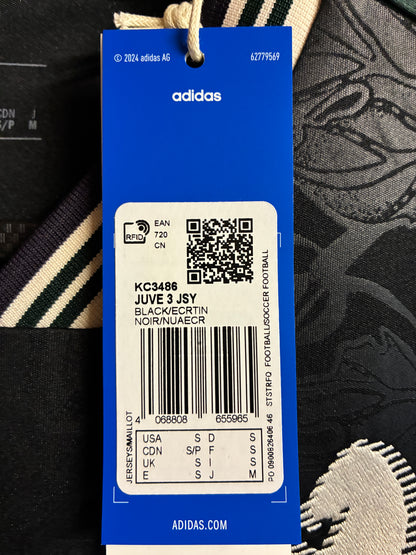 © 2024 adidas AG 62779569
adidas
CDN J
S/P M
RFID
EAN
720
CN
KC3486
JUVE 3 JSY
BLACK/ECRTIN
NOIR/NUAECR
4 068808 655965
USA S D S
CDN S/P F S
UK S I S
E S J M
JERSEYS/MAILLOT
PO 0900826406 46 STSTRFO FOOTBALL/SOCCER FOOTBALL
ADIDAS.COM